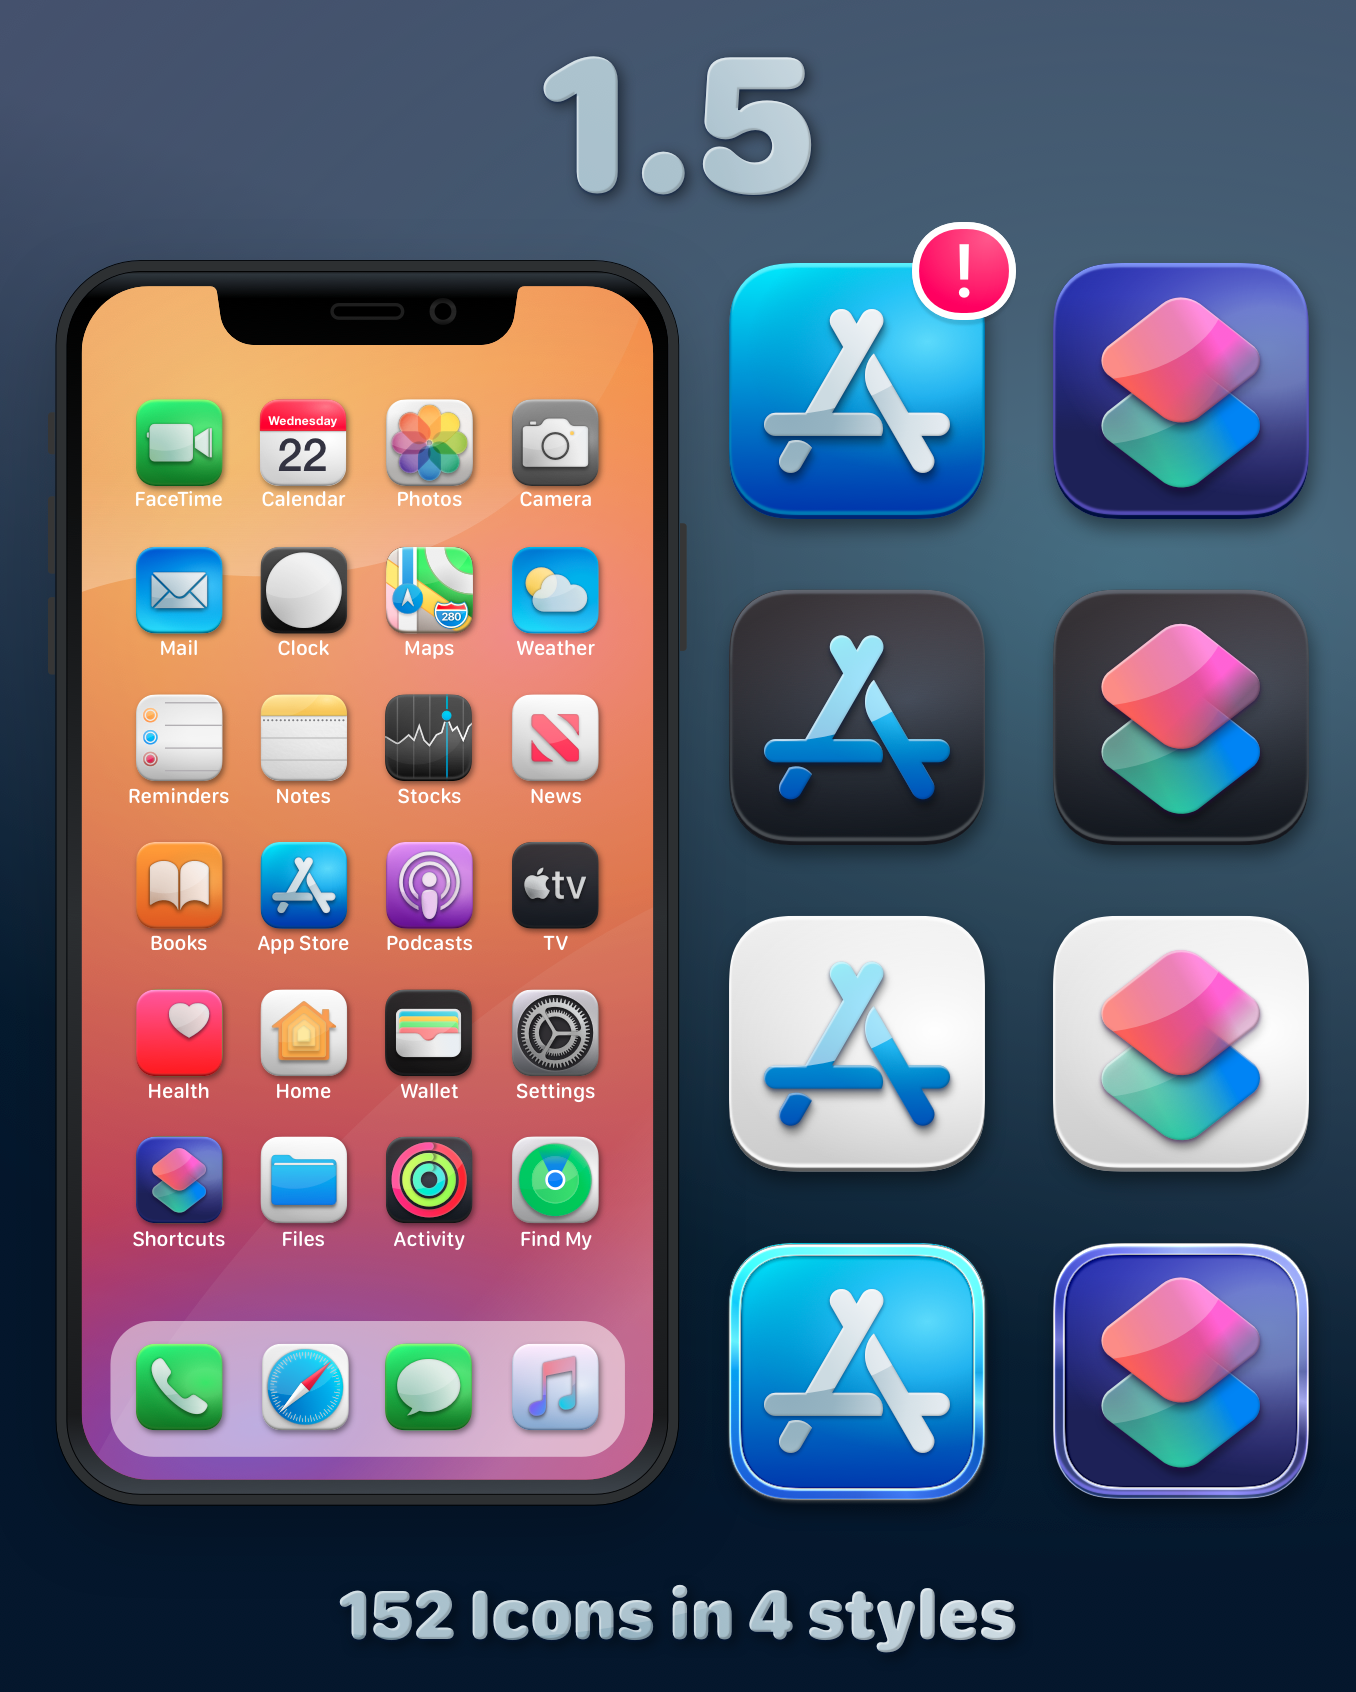 1.5
!
Wednesday
22
FaceTime
Calendar
Photos
Camera
280
Mail
Clock
Maps
Weather
Reminders
Notes
Stocks
News
tv
Books
App Store
Podcasts
TV
Health
Home
Wallet
Settings
Shortcuts
Files
Activity
Find My
152 Icons in 4 styles